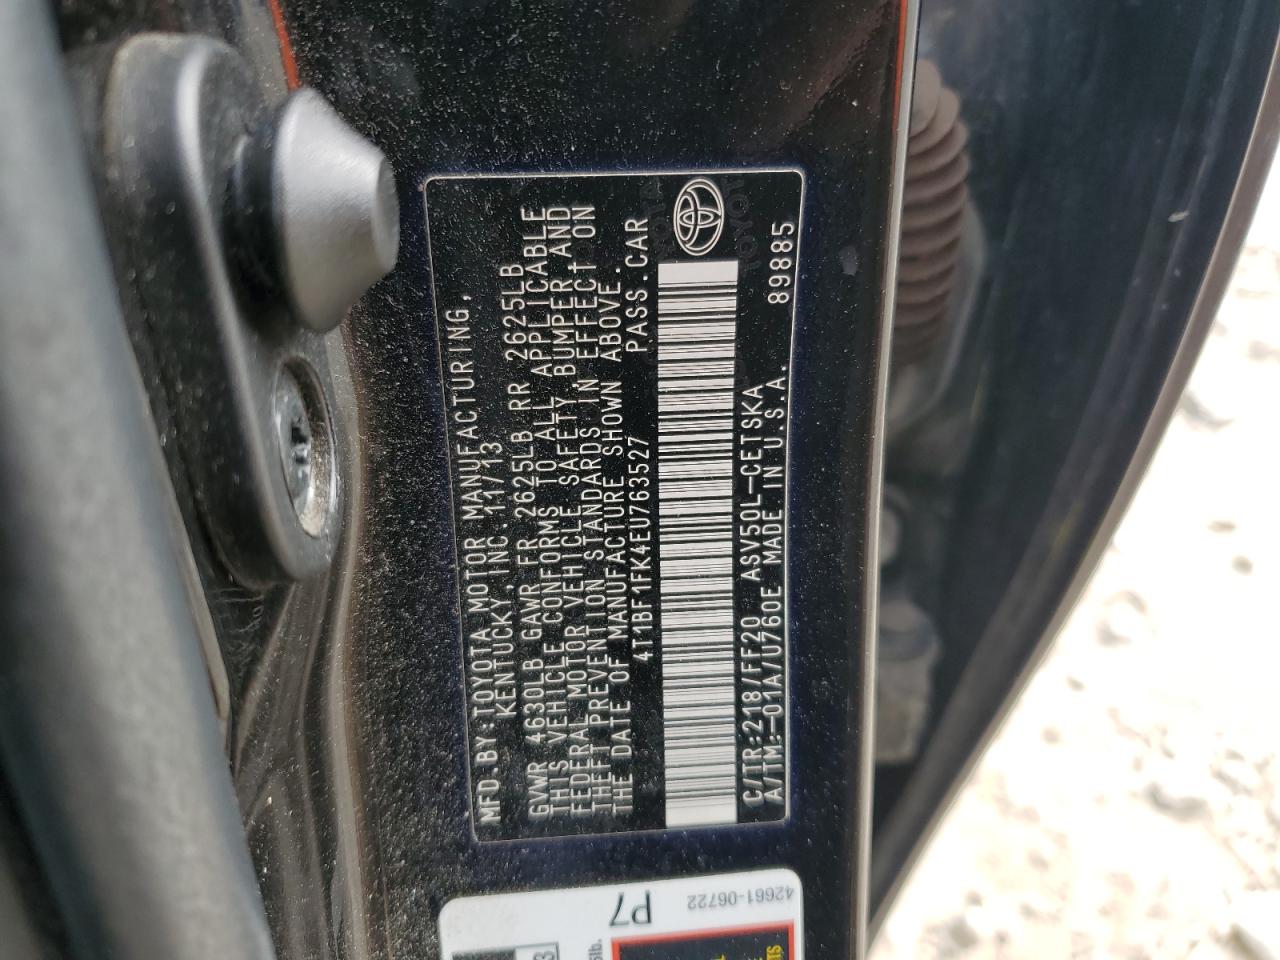 MFD.BY:TOYOTA MOTOR MANUFACTURING,
KENTUCKY, INC. 11/13
GVWR 4630LB GAWR FR 2625LB RR 2625LB
THIS VEHICLE CONFORMS TO ALL APPLICABLE
FEDERAL MOTOR VEHICLE SAFETY, BUMPER AND
THEFT PREVENTION STANDARDS IN EFFECT ON
THE DATE OF MANUFACTURE SHOWN ABOVE.
4T1BF1FK4EU763527 PASS.CAR
TOYOTA
C/TR:218/FF20 ASV50L-CETSKA
A/TM:-01A/U760E MADE IN U.S.A. 89885
42661-06722
P7